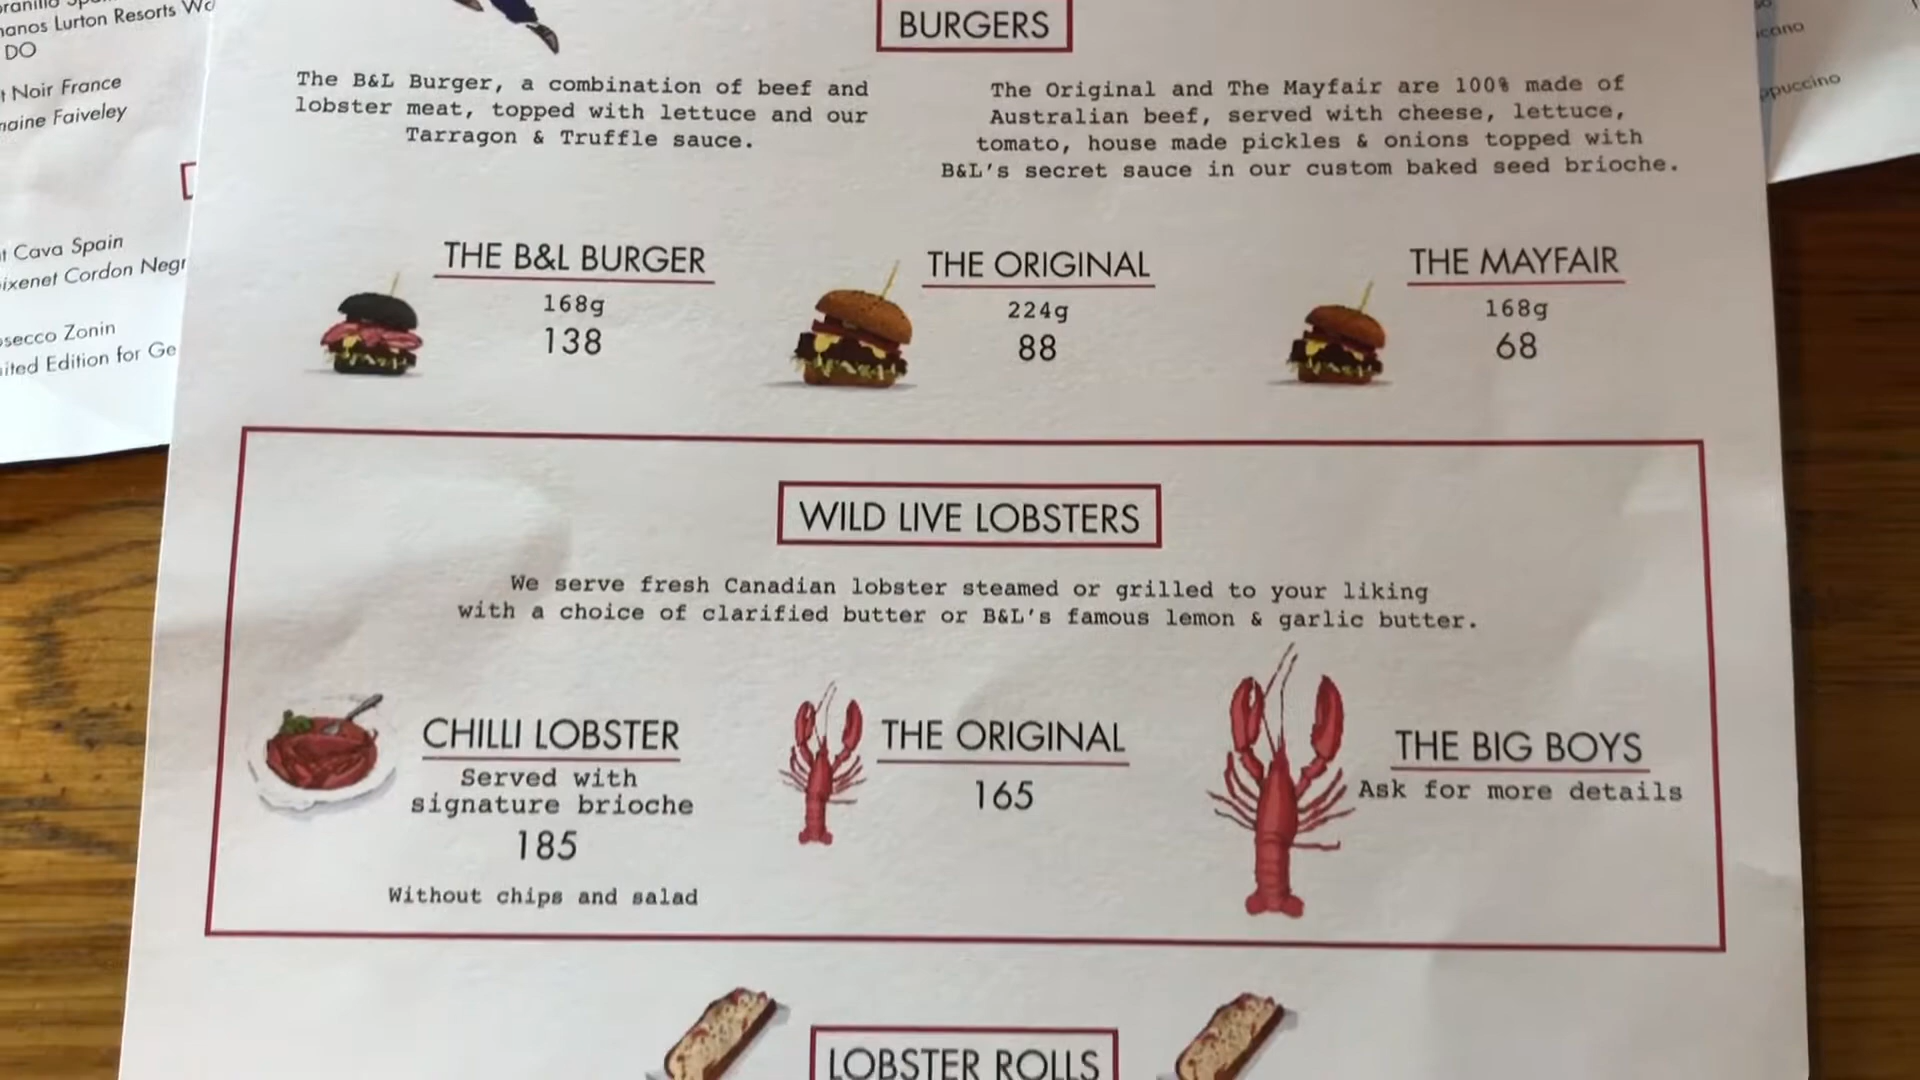 Lurton Resorts
DO
Noir France
Faiveley
Cava Spain
Cordon
Zonin
Edition for
BURGERS
The B&L Burger, a combination of beef and
lobster meat, topped with lettuce and our
Tarragon & Truffle sauce.
The Original and The Mayfair are 100% made of
Australian beef, served with cheese, lettuce,
tomato, house made pickles & onions topped with
B&L's secret sauce in our custom baked seed brioche.
THE B&L BURGER
168g
138
THE ORIGINAL
224g
88
THE MAYFAIR
168g
68
WILD LIVE LOBSTERS
We serve fresh Canadian lobster steamed or grilled to your liking
with a choice of clarified butter or B&L's famous lemon & garlic butter.
CHILLI LOBSTER
Served with
signature brioche
185
Without chips and salad
THE ORIGINAL
165
THE BIG BOYS
Ask for more details
LOBSTER ROLLS